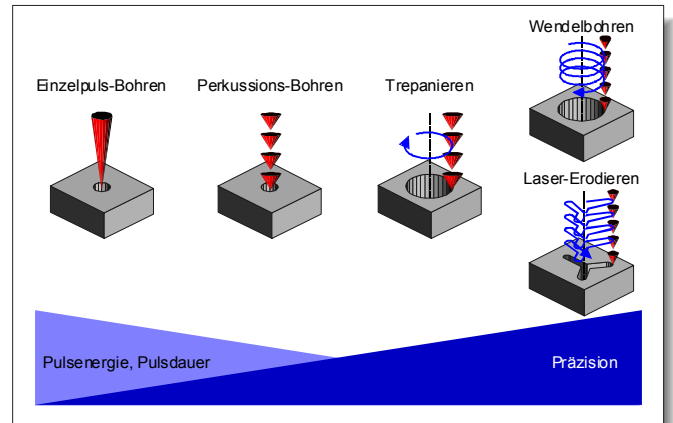 Wendelbohren
Einzelpuls-Bohren
Perkussions-Bohren
Trepanieren
Laser-Erodieren
Pulsenergie, Pulsdauer
Präzision